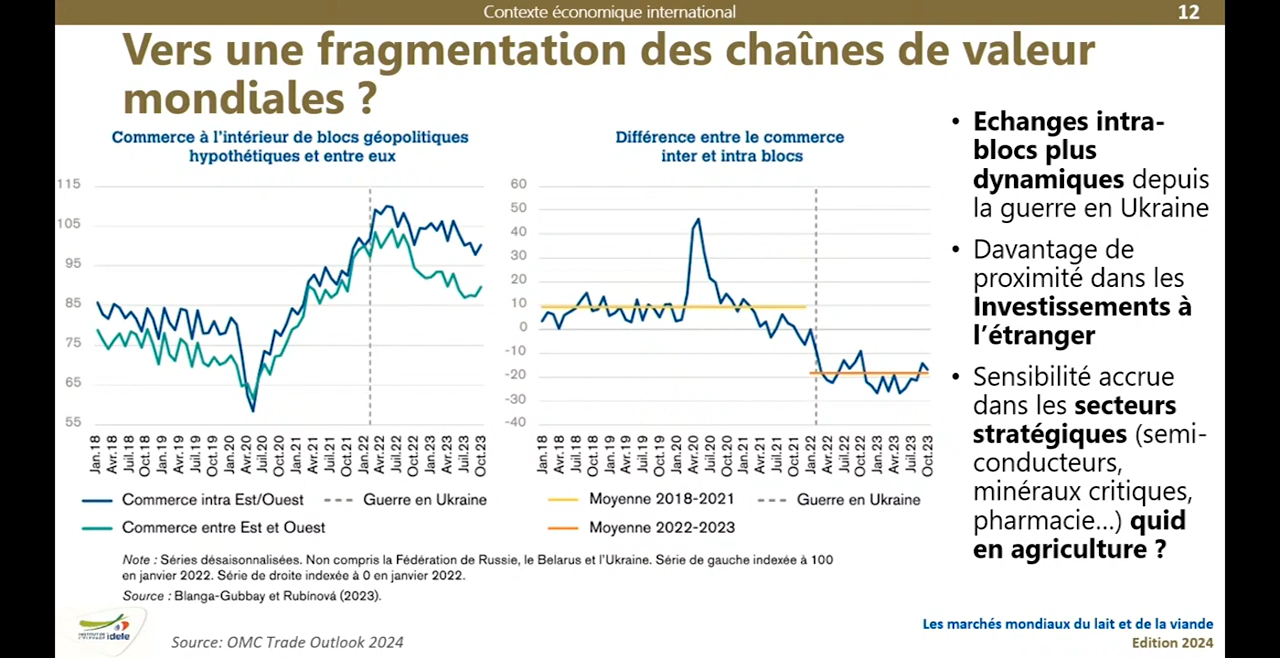 Contexte économique international
12
Vers une fragmentation des chaînes de valeur
mondiales ?
Commerce à l'intérieur de blocs géopolitiques
hypothétiques et entre eux
115
105
95
85
75
65
55
Jan.18
Avr.18
Juil.18
Oct.18
Jan.19
Avr.19
Juil.19
Oct.19
Jan.20
Avr.20
Juil.20
Oct.20
Jan.21
Avr.21
Juil.21
Oct.21
Jan.22
Avr.22
Juil.22
Oct.22
Jan.23
Avr.23
Juil.23
Oct.23
Commerce intra Est/Ouest
Guerre en Ukraine
Commerce entre Est et Ouest
Différence entre le commerce
inter et intra blocs
60
50
40
30
20
10
0
-10
-20
-30
-40
Jan.18
Avr.18
Juil.18
Oct.18
Jan.19
Avr.19
Juil.19
Oct.19
Jan.20
Avr.20
Juil.20
Oct.20
Jan.21
Avr.21
Juil.21
Oct.21
Jan.22
Avr.22
Juil.22
Oct.22
Jan.23
Avr.23
Juil.23
Oct.23
Moyenne 2018-2021
Guerre en Ukraine
Moyenne 2022-2023
Note : Séries désaisonnalisées. Non compris la Fédération de Russie, le Belarus et l'Ukraine. Série de gauche indexée à 100
en janvier 2022. Série de droite indexée à 0 en janvier 2022.
Source : Blanga-Gubbay et Rubínová (2023).
• Echanges intra-
blocs plus
dynamiques depuis
la guerre en Ukraine
• Davantage de
proximité dans les
Investissements à
l'étranger
• Sensibilité accrue
dans les secteurs
stratégiques (semi-
conducteurs,
minéraux critiques,
pharmacie...) quid
en agriculture ?
INSTITUT DE
L'ELEVAGE idele
Source: OMC Trade Outlook 2024
Les marchés mondiaux du lait et de la viande
Edition 2024